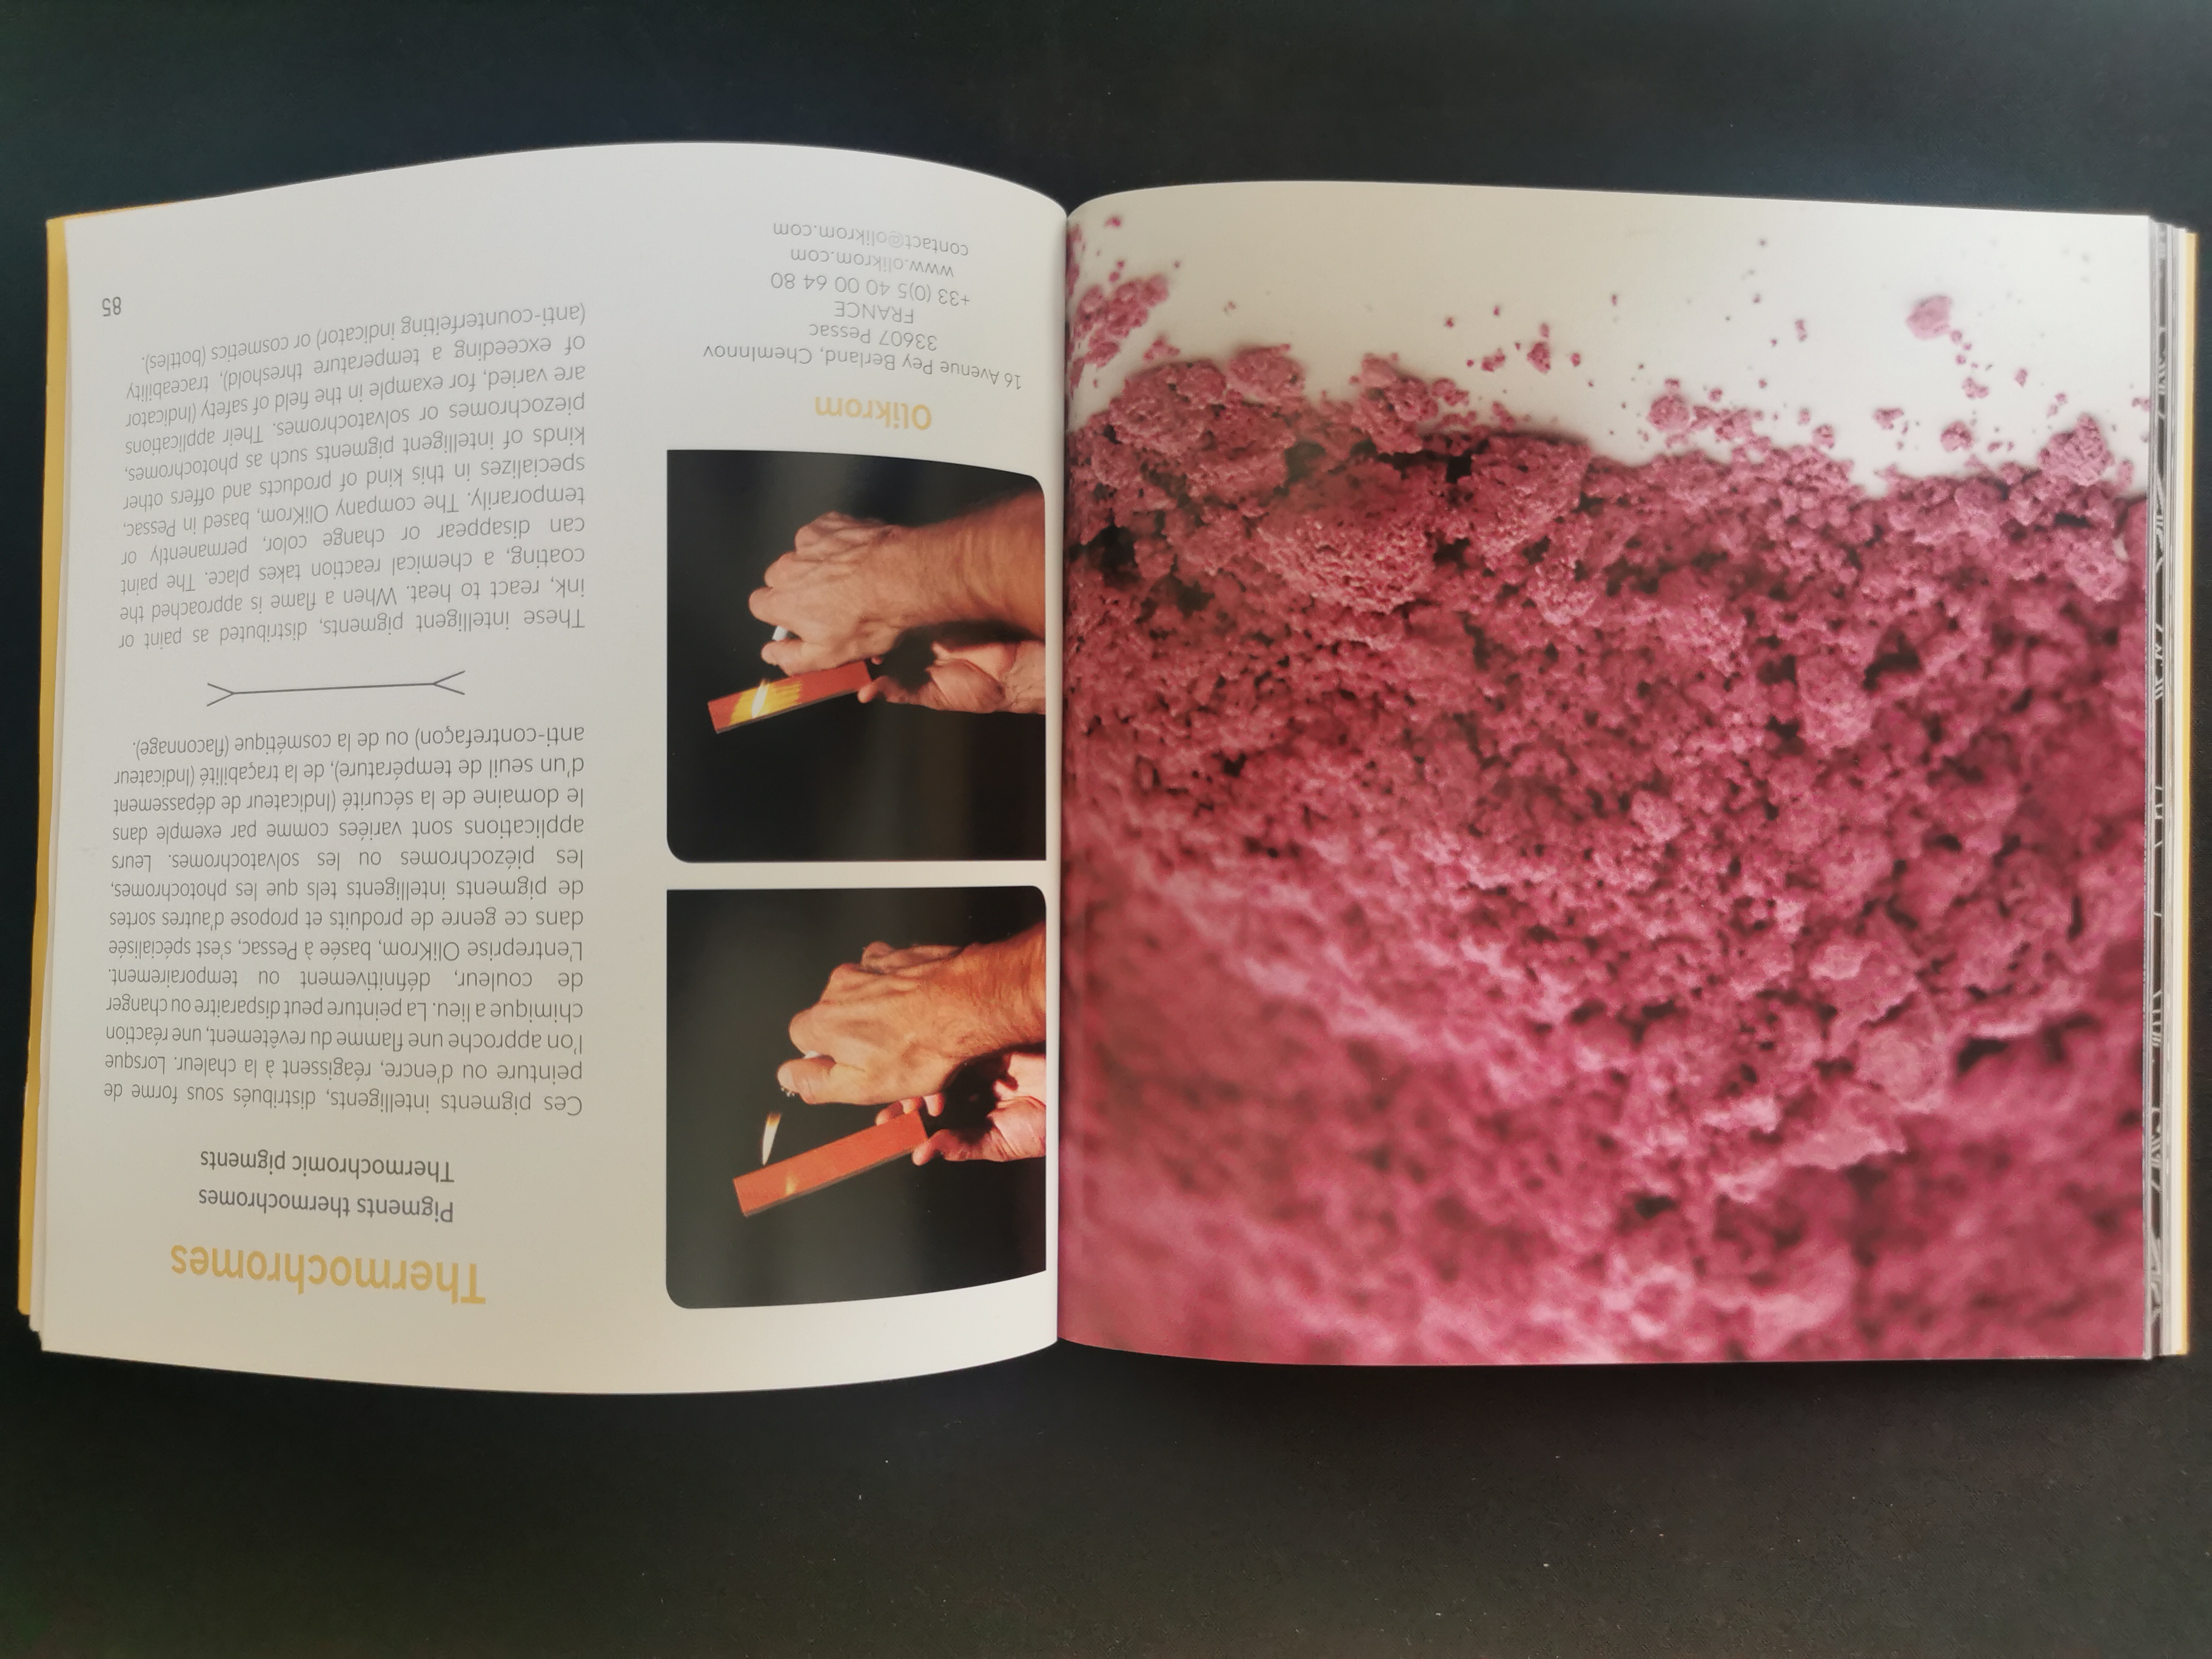 Thermochromes
Pigments thermochromes
Thermochromic pigments
Ces pigments intelligents, distribués sous forme de
peinture ou d'encre, réagissent à la chaleur. Lorsque
l'on approche une flamme du revêtement, une réaction
chimique a lieu. La peinture peut disparaitre ou changer
de couleur, définitivement ou temporairement.
L'entreprise OliKrom, basée à Pessac, s'est spécialisée
dans ce genre de produits et propose d'autres sortes
de pigments intelligents tels que les photochromes,
les piézochromes ou les solvatochromes. Leurs
applications sont variées comme par exemple dans
le domaine de la sécurité (Indicateur de dépassement
d'un seuil de température), de la traçabilité (Indicateur
anti-contrefaçon) ou de la cosmétique (flaconnage).
These intelligent pigments, distributed as paint or
ink, react to heat. When a flame is approached the
coating, a chemical reaction takes place. The paint
can disappear or change color, permanently or
temporarily. The company OliKrom, based in Pessac,
specializes in this kind of products and offers other
kinds of intelligent pigments such as photochromes,
piezochromes or solvatochromes. Their applications
are varied, for example in the field of safety (Indicator
of exceeding a temperature threshold), traceability
(anti-counterfeiting indicator) or cosmetics (bottles).
85
Olikrom
16 Avenue Pey Berland, ChemInnov
33607 Pessac
FRANCE
+33 (0)5 40 00 64 80
www.olikrom.com
contact@olikrom.com